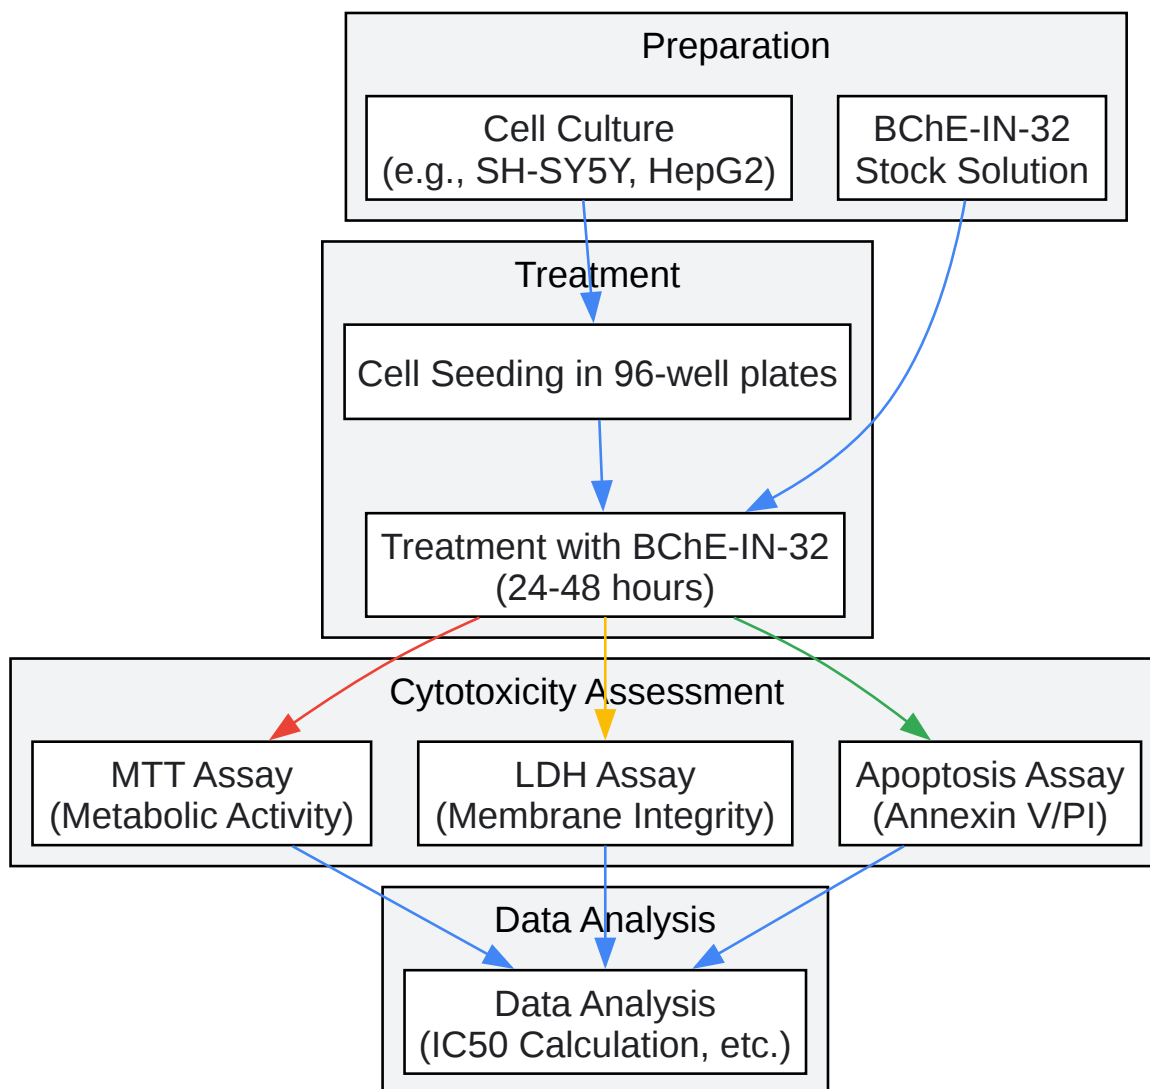 Preparation
Cell Culture
(e.g., SH-SY5Y, HepG2)
BChE-IN-32
Stock Solution
Treatment
Cell Seeding in 96-well plates
Treatment with BChE-IN-32
(24-48 hours)
Cytotoxicity Assessment
MTT Assay
(Metabolic Activity)
LDH Assay
(Membrane Integrity)
Apoptosis Assay
(Annexin V/PI)
Data Analysis
Data Analysis
(IC50 Calculation, etc.)